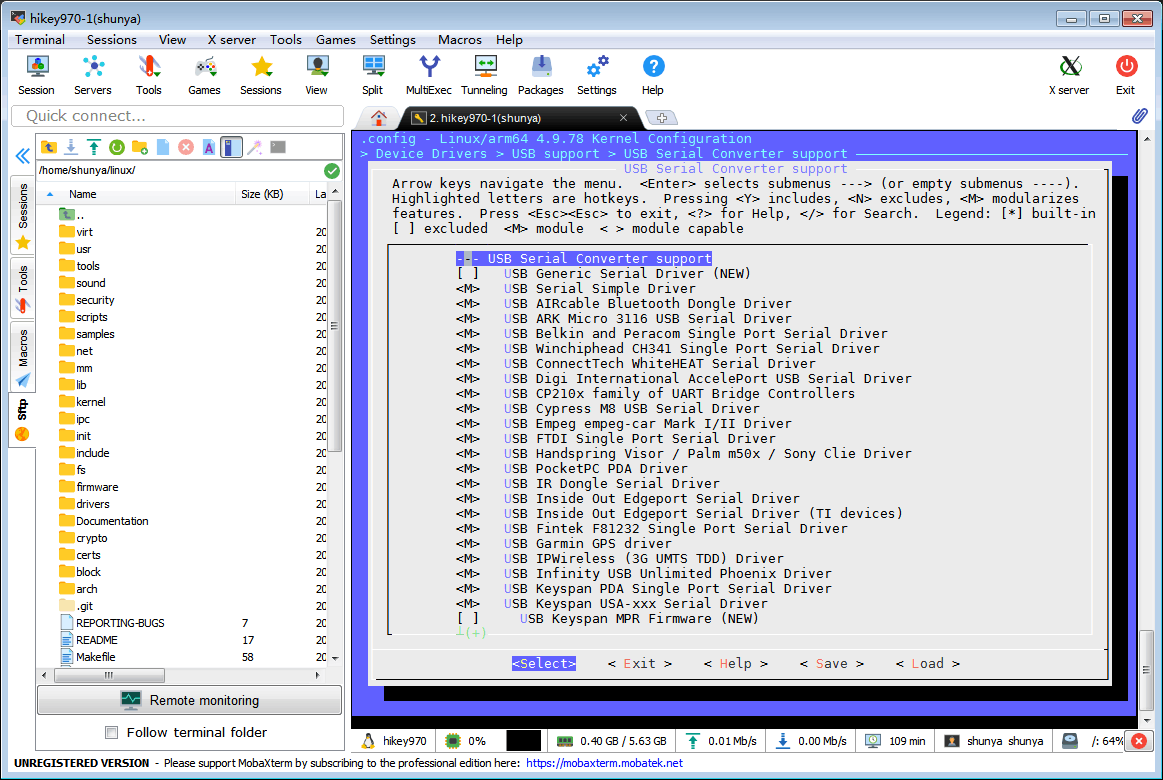 hikey970-1(shunya)
Terminal Sessions View X server Tools Games Settings Macros Help
Session Servers Tools Games Sessions View Split MultiExec Tunneling Packages Settings Help X server Exit
Quick connect...
2. hikey970-1(shunya)
/home/shunya/linux/
Name Size (KB) La
..
virt 20
usr 20
tools 20
sound 20
security 20
scripts 20
samples 20
net 20
mm 20
lib 20
kernel 20
ipc 20
init 20
include 20
fs 20
firmware 20
drivers 20
Documentation 20
crypto 20
certs 20
block 20
arch 20
.git 20
REPORTING-BUGS 7 20
README 17 20
Makefile 58 20
Sessions
Tools
Macros
Sftp
Remote monitoring
Follow terminal folder
.config - Linux/arm64 4.9.78 Kernel Configuration
> Device Drivers > USB support > USB Serial Converter support
USB Serial Converter support
Arrow keys navigate the menu. <Enter> selects submenus ---> (or empty submenus ----).
Highlighted letters are hotkeys. Pressing <Y> includes, <N> excludes, <M> modularizes
features. Press <Esc><Esc> to exit, <?> for Help, </> for Search. Legend: [*] built-in
[ ] excluded <M> module < > module capable
--- USB Serial Converter support
[ ] USB Generic Serial Driver (NEW)
<M> USB Serial Simple Driver
<M> USB AIRcable Bluetooth Dongle Driver
<M> USB ARK Micro 3116 USB Serial Driver
<M> USB Belkin and Peracom Single Port Serial Driver
<M> USB Winchiphead CH341 Single Port Serial Driver
<M> USB ConnectTech WhiteHEAT Serial Driver
<M> USB Digi International AccelePort USB Serial Driver
<M> USB CP210x family of UART Bridge Controllers
<M> USB Cypress M8 USB Serial Driver
<M> USB Empeg empeg-car Mark I/II Driver
<M> USB FTDI Single Port Serial Driver
<M> USB Handspring Visor / Palm m50x / Sony Clie Driver
<M> USB PocketPC PDA Driver
<M> USB IR Dongle Serial Driver
<M> USB Inside Out Edgeport Serial Driver
<M> USB Inside Out Edgeport Serial Driver (TI devices)
<M> USB Fintek F81232 Single Port Serial Driver
<M> USB Garmin GPS driver
<M> USB IPWireless (3G UMTS TDD) Driver
<M> USB Infinity USB Unlimited Phoenix Driver
<M> USB Keyspan PDA Single Port Serial Driver
<M> USB Keyspan USA-xxx Serial Driver
[ ] USB Keyspan MPR Firmware (NEW)
┴(+)
<Select> < Exit > < Help > < Save > < Load >
hikey970 0% 0.40 GB / 5.63 GB 0.01 Mb/s 0.00 Mb/s 109 min shunya shunya /: 64%
UNREGISTERED VERSION - Please support MobaXterm by subscribing to the professional edition here: https://mobaxterm.mobatek.net